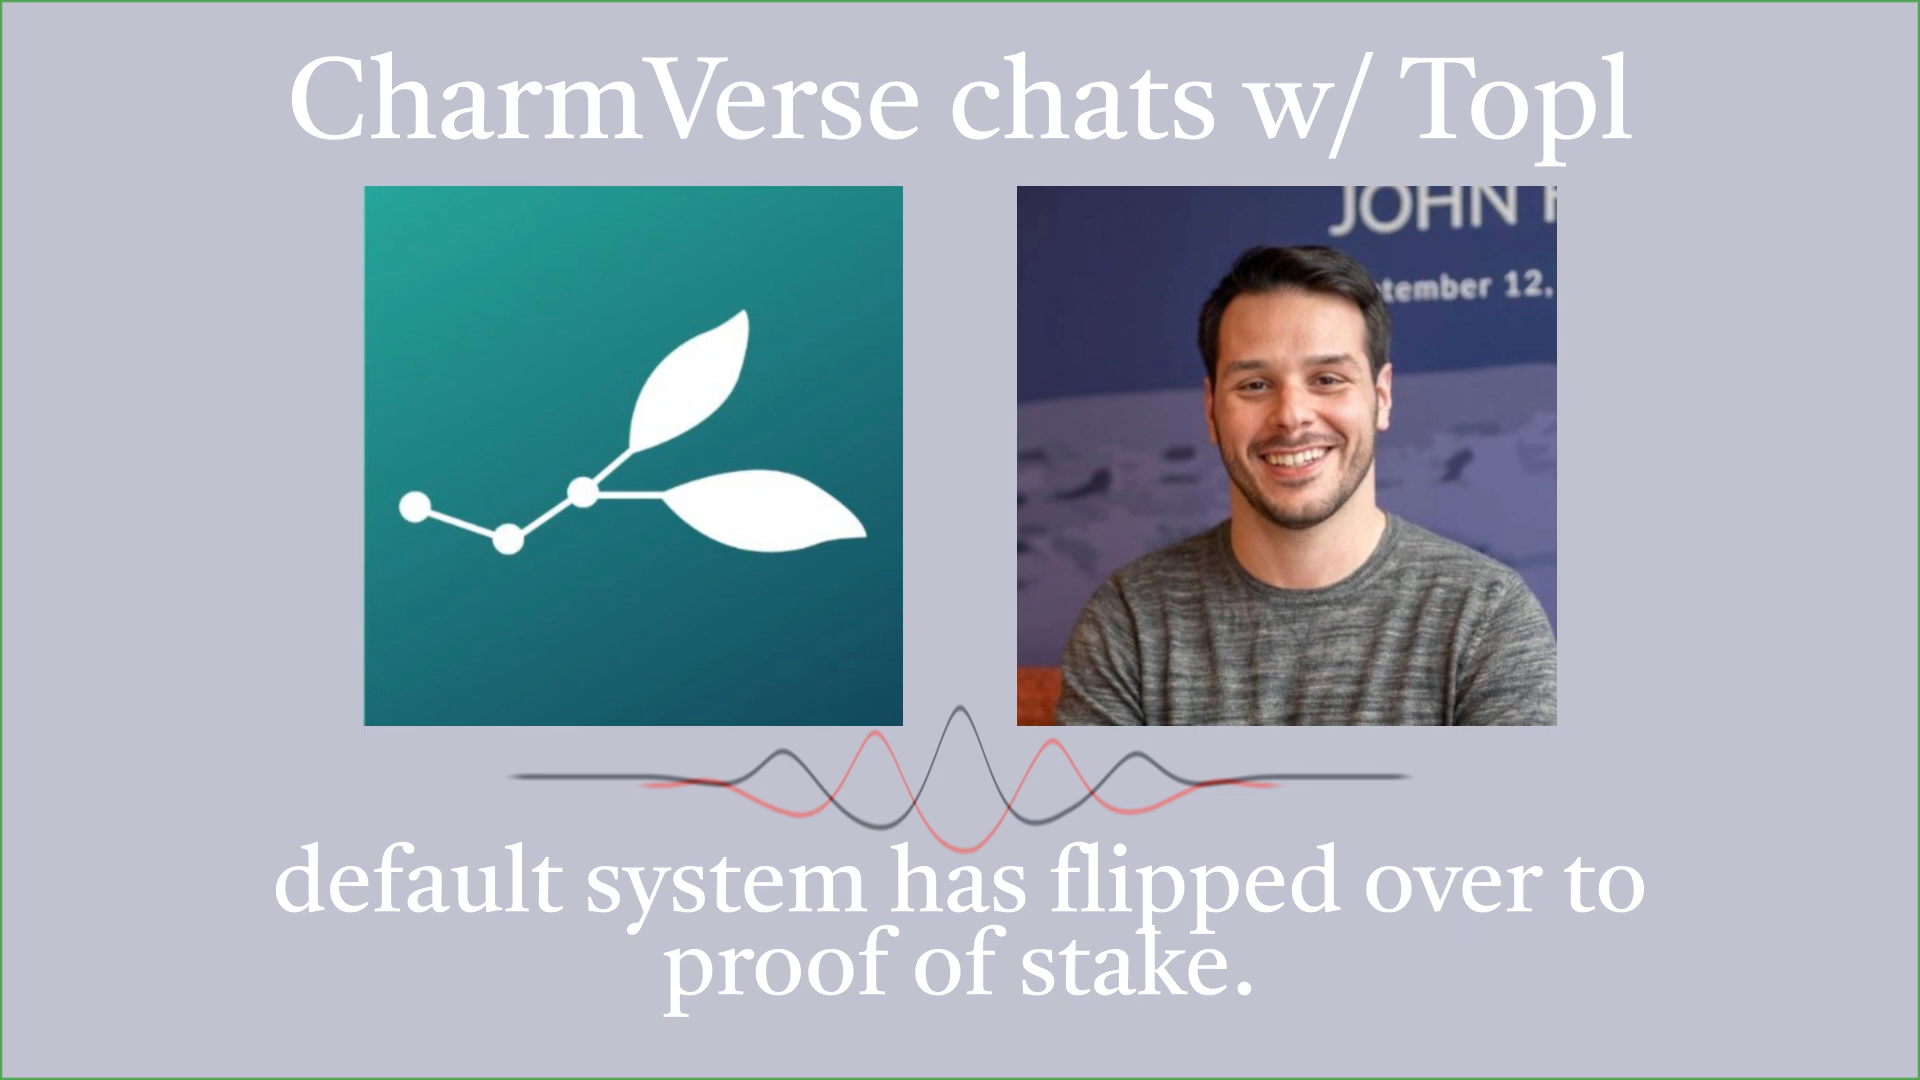 CharmVerse chats w/ Topl
JOHN
tember 12,
default system has flipped over to
proof of stake.